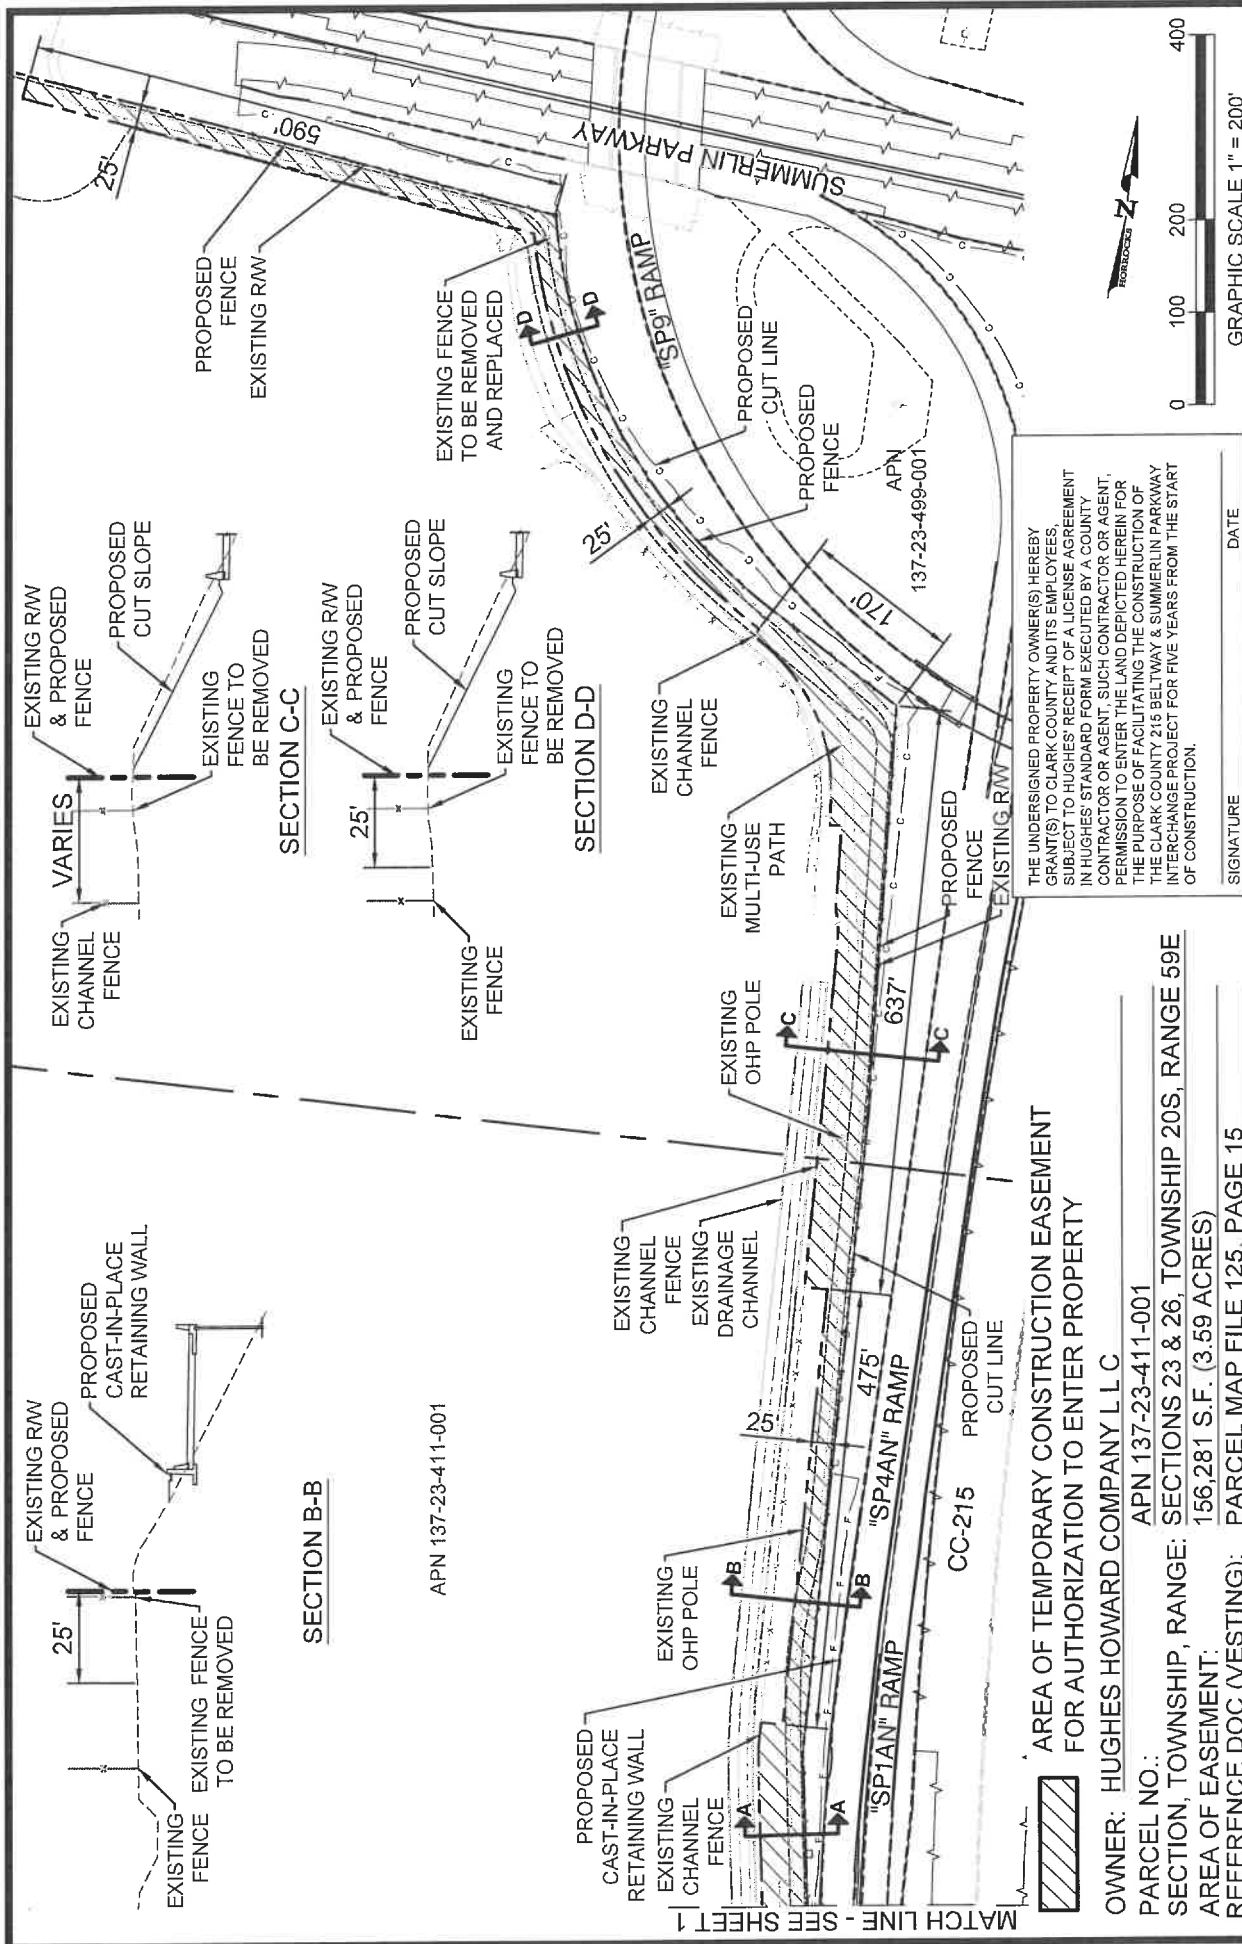 EXISTING RW
& PROPOSED
FENCE
PROPOSED
CAST-IN-PLACE
RETAINING WALL
25'
EXISTING
FENCE
EXISTING FENCE
TO BE REMOVED
SECTION B-B
APN 137-23-411-001
EXISTING RW
& PROPOSED
FENCE
VARIES
EXISTING
CHANNEL
FENCE
PROPOSED
CUT SLOPE
EXISTING
FENCE TO
BE REMOVED
SECTION C-C
EXISTING RW
& PROPOSED
FENCE
25'
PROPOSED
CUT SLOPE
EXISTING
FENCE
EXISTING
FENCE TO
BE REMOVED
SECTION D-D
25'
590'
PROPOSED
FENCE
EXISTING RW
EXISTING FENCE
TO BE REMOVED
AND REPLACED
D
D
SUMMERLIN PARKWAY
"SP9" RAMP
PROPOSED
CUT LINE
PROPOSED
FENCE
25'
APN
137-23-499-001
170'
EXISTING
CHANNEL
FENCE
EXISTING
MULTI-USE
PATH
PROPOSED
FENCE
EXISTING RW
EXISTING
OHP POLE
C
C
637'
EXISTING
CHANNEL
FENCE
EXISTING
DRAINAGE
CHANNEL
25'
475'
PROPOSED
CUT LINE
"SP4AN" RAMP
"SP1AN" RAMP
CC-215
EXISTING
OHP POLE
B
B
PROPOSED
CAST-IN-PLACE
RETAINING WALL
EXISTING
CHANNEL
FENCE
A
A
MATCH LINE - SEE SHEET 1
AREA OF TEMPORARY CONSTRUCTION EASEMENT
FOR AUTHORIZATION TO ENTER PROPERTY
OWNER: HUGHES HOWARD COMPANY L L C
PARCEL NO.: APN 137-23-411-001
SECTION, TOWNSHIP, RANGE: SECTIONS 23 & 26, TOWNSHIP 20S, RANGE 59E
AREA OF EASEMENT: 156,281 S.F. (3.59 ACRES)
REFERENCE DOC (VESTING): PARCEL MAP FILE 125, PAGE 15
THE UNDERSIGNED PROPERTY OWNER(S) HEREBY
GRANT(S) TO CLARK COUNTY AND ITS EMPLOYEES,
SUBJECT TO HUGHES' RECEIPT OF A LICENSE AGREEMENT
IN HUGHES' STANDARD FORM EXECUTED BY A COUNTY
CONTRACTOR OR AGENT, SUCH CONTRACTOR OR AGENT,
PERMISSION TO ENTER THE LAND DEPICTED HEREIN FOR
THE PURPOSE OF FACILITATING THE CONSTRUCTION OF
THE CLARK COUNTY 215 BELTWAY & SUMMERLIN PARKWAY
INTERCHANGE PROJECT FOR FIVE YEARS FROM THE START
OF CONSTRUCTION.
SIGNATURE DATE
HORROCKS
N
0 100 200 400
GRAPHIC SCALE 1" = 200'